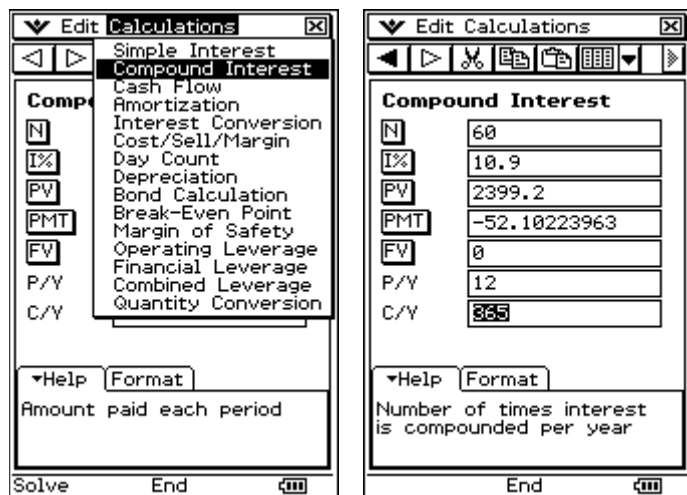 Edit Calculations
Simple Interest
Compound Interest
Cash Flow
Amortization
Interest Conversion
Cost/Sell/Margin
Day Count
Depreciation
Bond Calculation
Break-Even Point
Margin of Safety
Operating Leverage
Financial Leverage
Combined Leverage
Quantity Conversion
Compo
N
I%
PV
PMT
FV
P/Y
C/Y
Help Format
Amount paid each period
Solve End
Edit Calculations
Compound Interest
N 60
I% 10.9
PV 2399.2
PMT -52.10223963
FV 0
P/Y 12
C/Y 365
Help Format
Number of times interest
is compounded per year
End